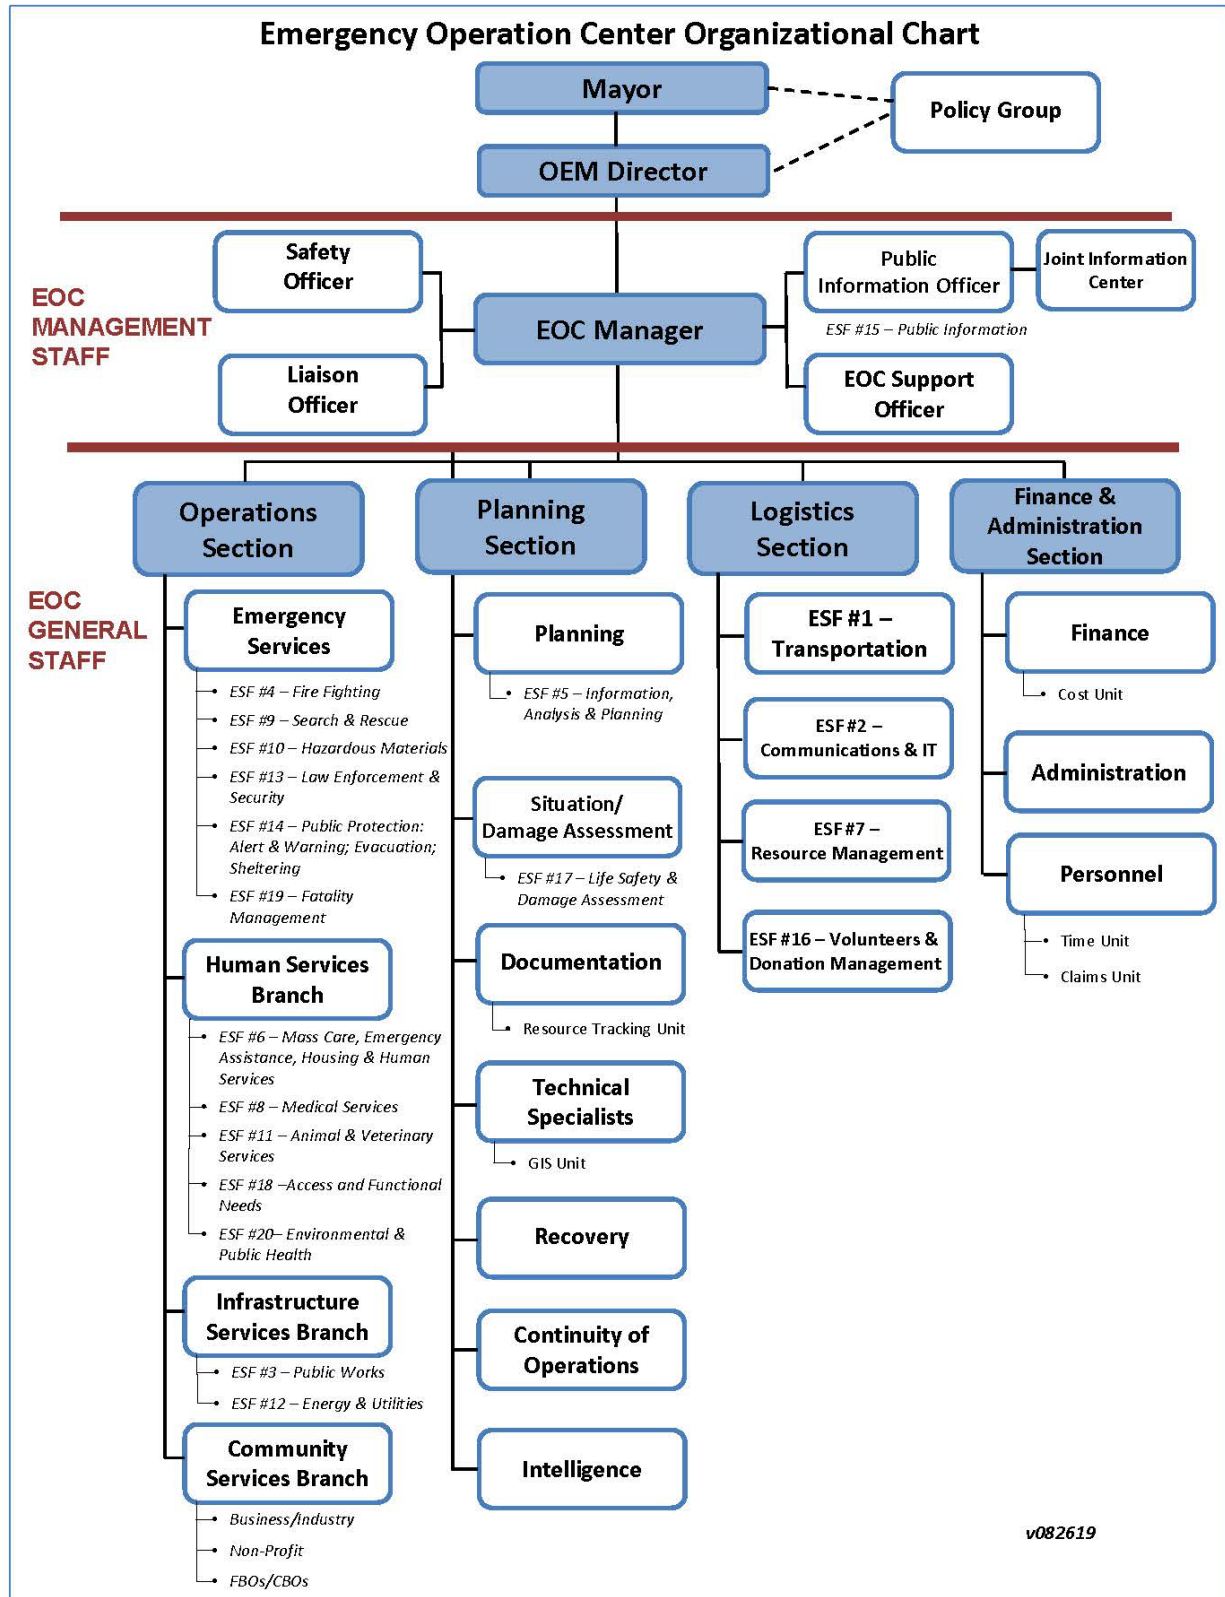 Emergency Operation Center Organizational Chart
Mayor
Policy Group
OEM Director
EOC
MANAGEMENT
STAFF
Safety
Officer
Liaison
Officer
EOC Manager
Public
Information Officer
Joint Information
Center
ESF #15 – Public Information
EOC Support
Officer
EOC
GENERAL
STAFF
Operations
Section
Emergency
Services
ESF #4 – Fire Fighting
ESF #9 – Search & Rescue
ESF #10 – Hazardous Materials
ESF #13 – Law Enforcement &
Security
ESF #14 – Public Protection:
Alert & Warning; Evacuation;
Sheltering
ESF #19 – Fatality
Management
Human Services
Branch
ESF #6 – Mass Care, Emergency
Assistance, Housing & Human
Services
ESF #8 – Medical Services
ESF #11 – Animal & Veterinary
Services
ESF #18 –Access and Functional
Needs
ESF #20– Environmental &
Public Health
Infrastructure
Services Branch
ESF #3 – Public Works
ESF #12 – Energy & Utilities
Community
Services Branch
Business/Industry
Non-Profit
FBOs/CBOs
Planning
Section
Planning
ESF #5 – Information,
Analysis & Planning
Situation/
Damage Assessment
ESF #17 – Life Safety &
Damage Assessment
Documentation
Resource Tracking Unit
Technical
Specialists
GIS Unit
Recovery
Continuity of
Operations
Intelligence
Logistics
Section
ESF #1 –
Transportation
ESF #2 –
Communications & IT
ESF #7 –
Resource Management
ESF #16 – Volunteers &
Donation Management
Finance &
Administration
Section
Finance
Cost Unit
Administration
Personnel
Time Unit
Claims Unit
v082619